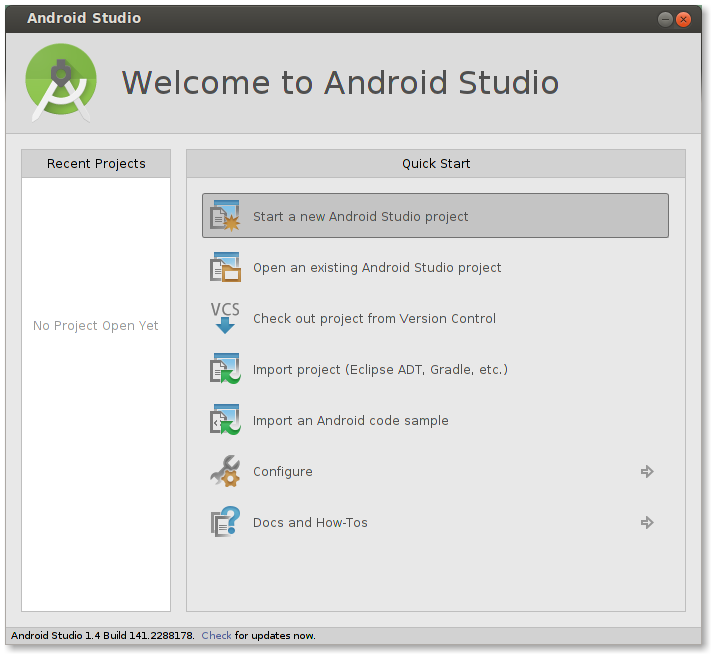 Android Studio
Welcome to Android Studio
Recent Projects
No Project Open Yet
Quick Start
Start a new Android Studio project
Open an existing Android Studio project
VCS
Check out project from Version Control
Import project (Eclipse ADT, Gradle, etc.)
Import an Android code sample
Configure
Docs and How-Tos
Android Studio 1.4 Build 141.2288178. Check for updates now.